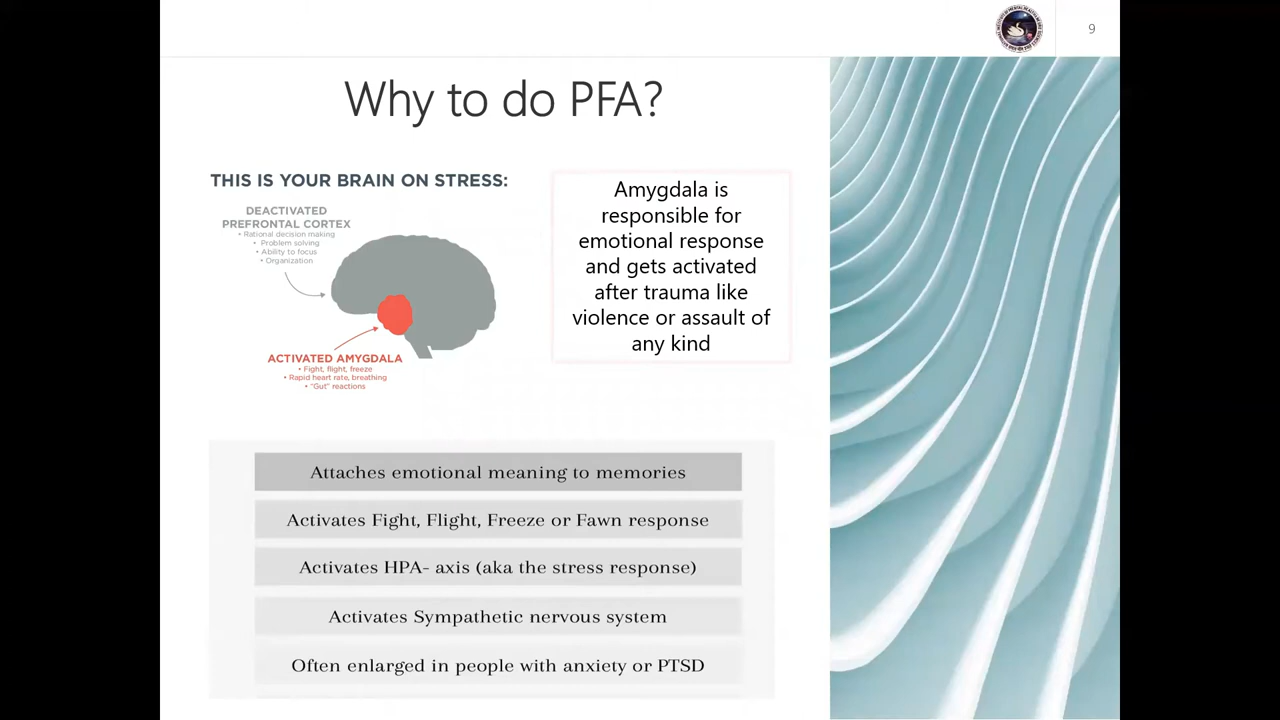 9
Why to do PFA?
THIS IS YOUR BRAIN ON STRESS:
DEACTIVATED
PREFRONTAL CORTEX
• Rational decision making
• Problem solving
• Ability to focus
• Organization
ACTIVATED AMYGDALA
• Fight, flight, freeze
• Rapid heart rate, breathing
• "Gut" reactions
Amygdala is
responsible for
emotional response
and gets activated
after trauma like
violence or assault of
any kind
Attaches emotional meaning to memories
Activates Fight, Flight, Freeze or Fawn response
Activates HPA- axis (aka the stress response)
Activates Sympathetic nervous system
Often enlarged in people with anxiety or PTSD